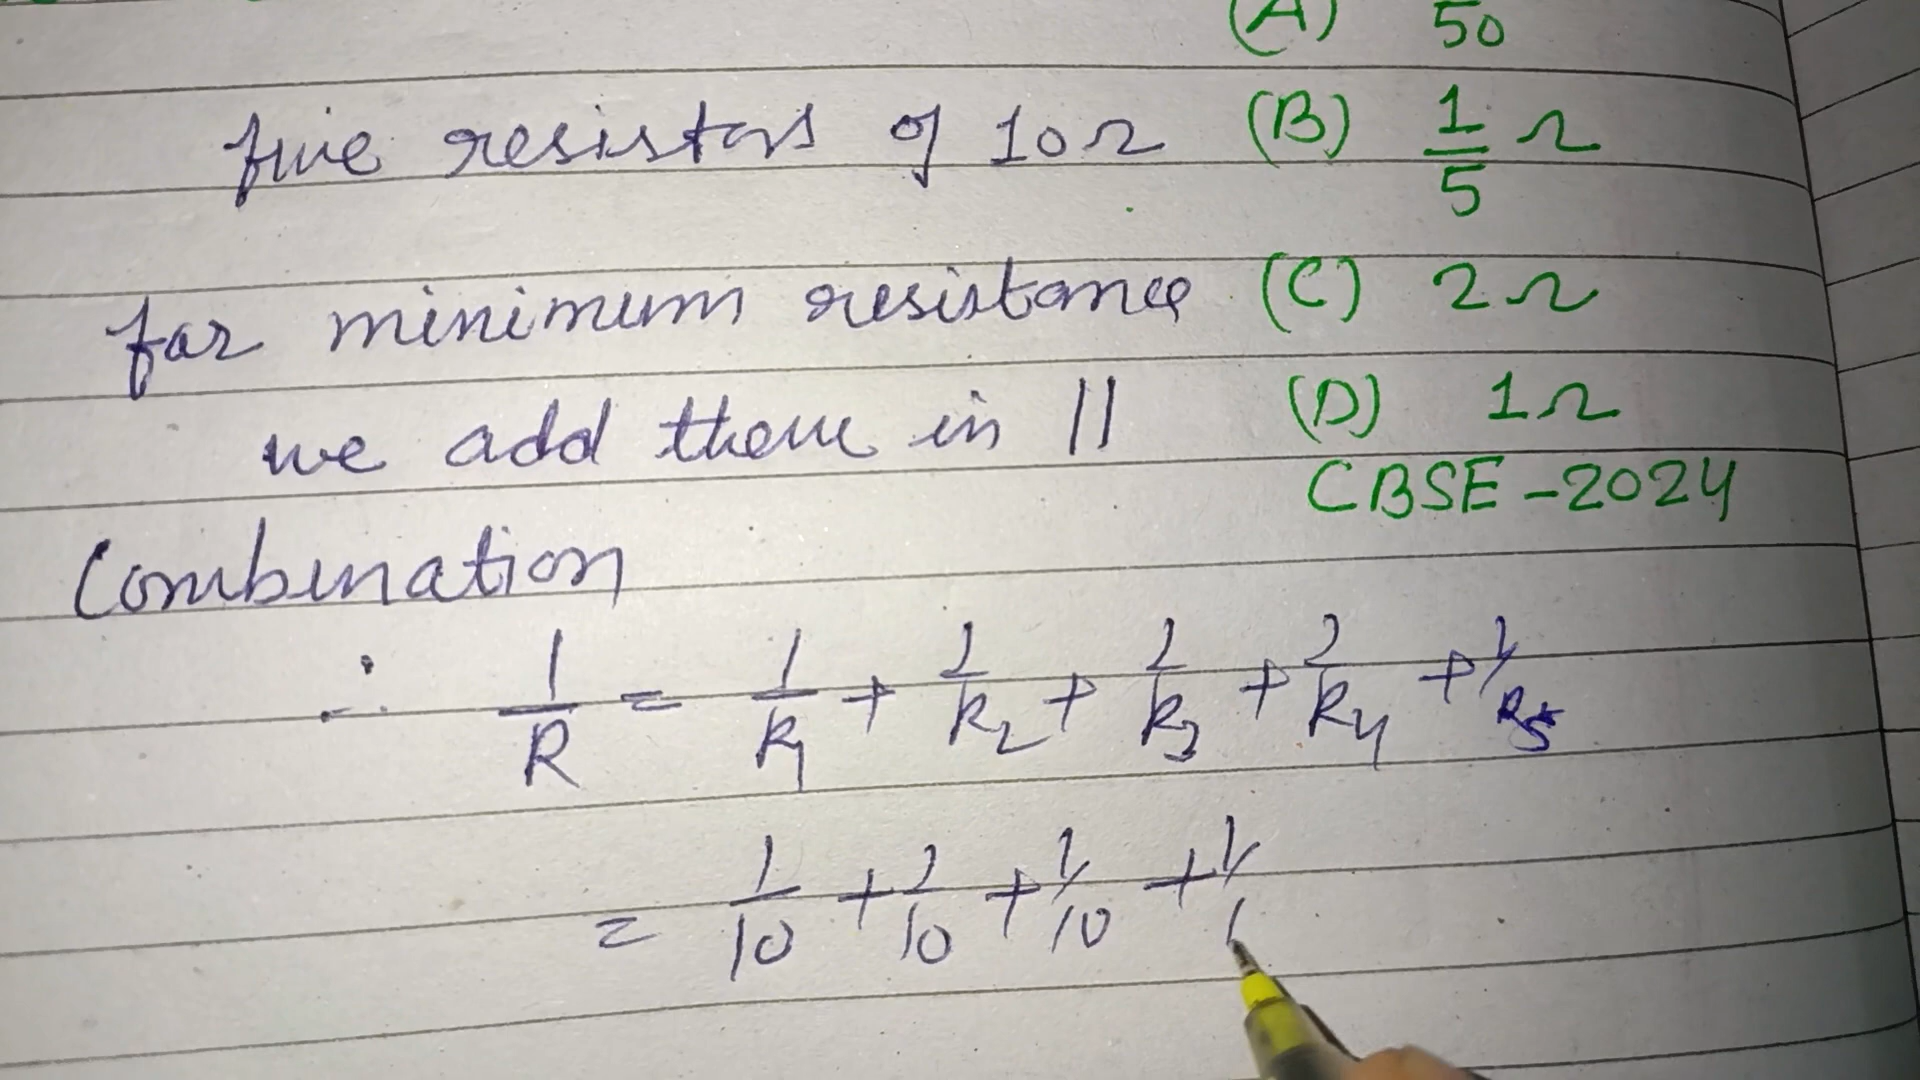 (A) 50
five resistors of 10Ω (B) 1/5 Ω
for minimum resistance (C) 2Ω
we add them in || (D) 1Ω
CBSE-2024
Combination
∴ 1/R = 1/R1 + 1/R2 + 1/R3 + 1/R4 + 1/R5
= 1/10 + 1/10 + 1/10 + 1/1